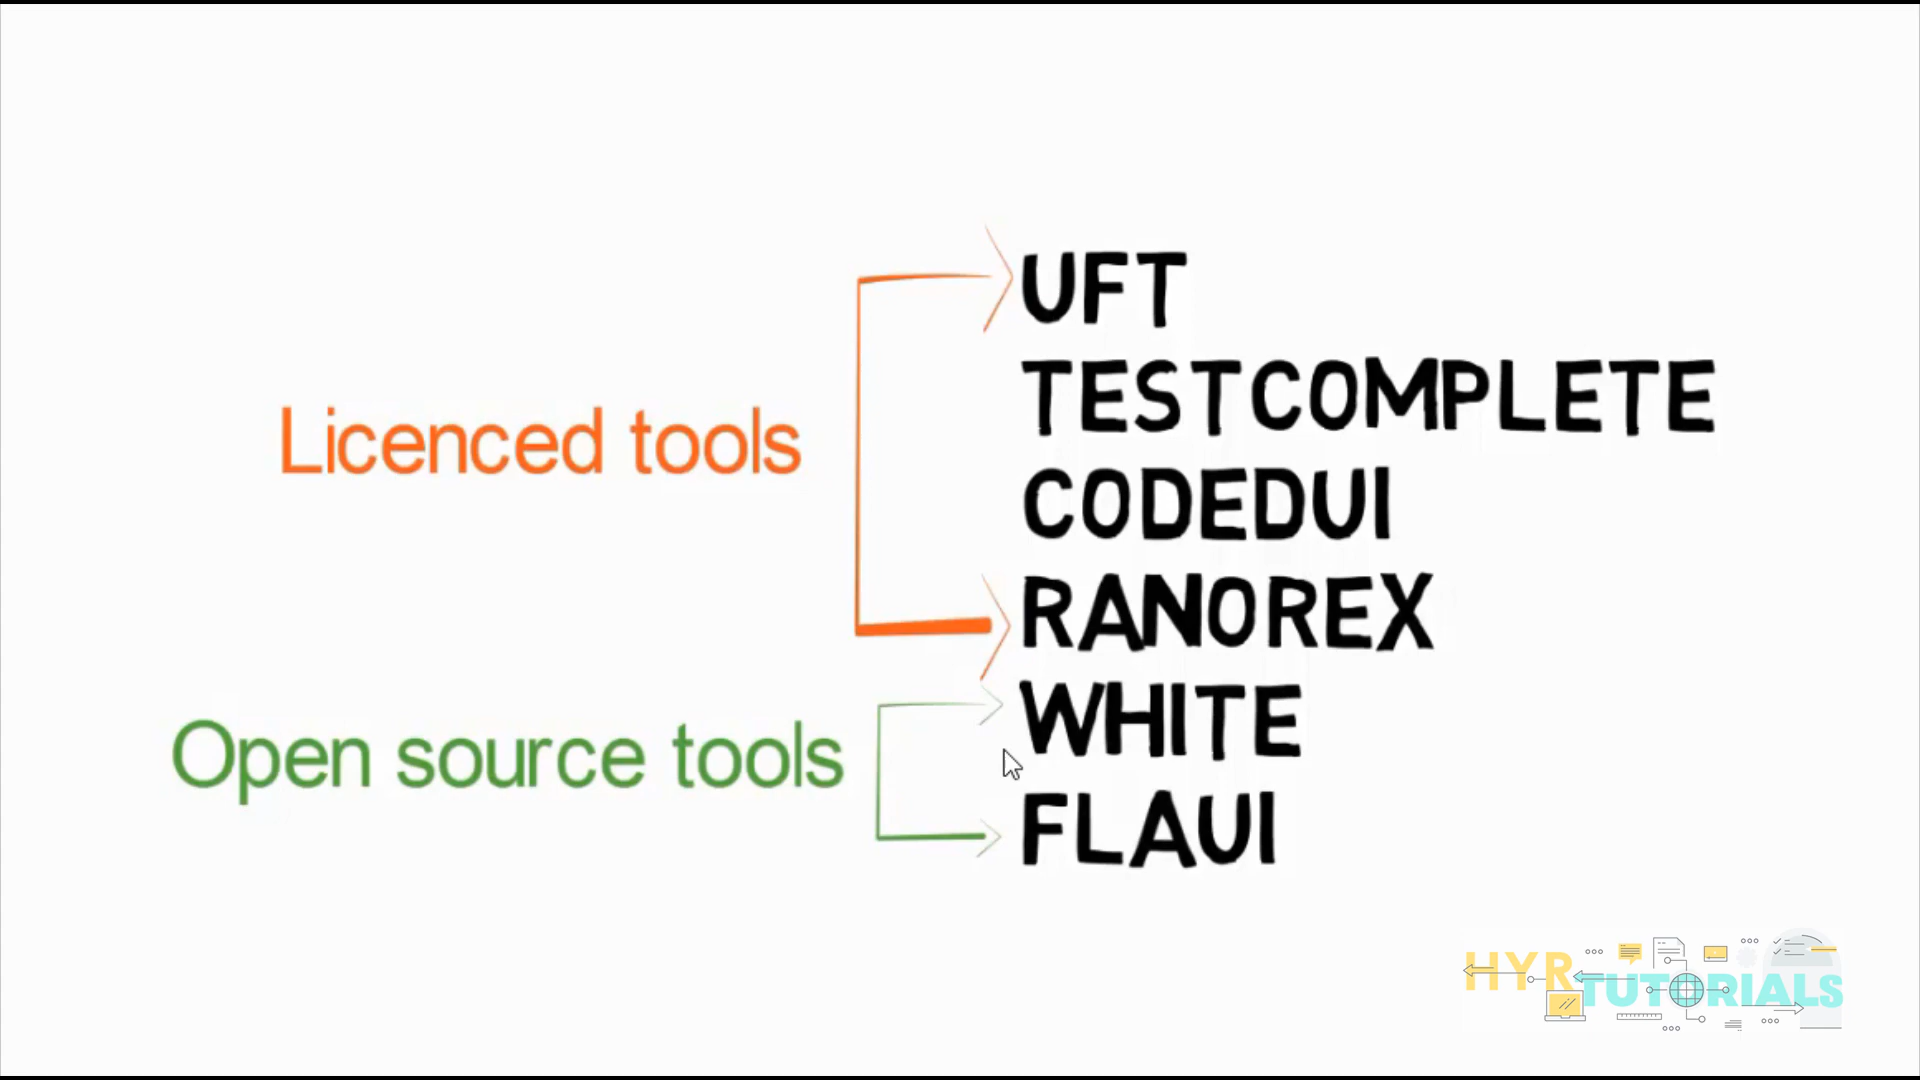 UFT
TESTCOMPLETE
Licenced tools
CODEDUI
RANOREX
WHITE
Open source tools
FLAUI
HYR
TUTORIALS